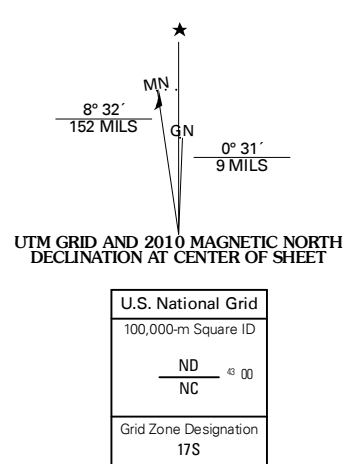 ★
MN
8° 32´
152 MILS
GN
0° 31´
9 MILS
UTM GRID AND 2010 MAGNETIC NORTH
DECLINATION AT CENTER OF SHEET
U.S. National Grid
100,000-m Square ID
ND
43 00
NC
Grid Zone Designation
17S